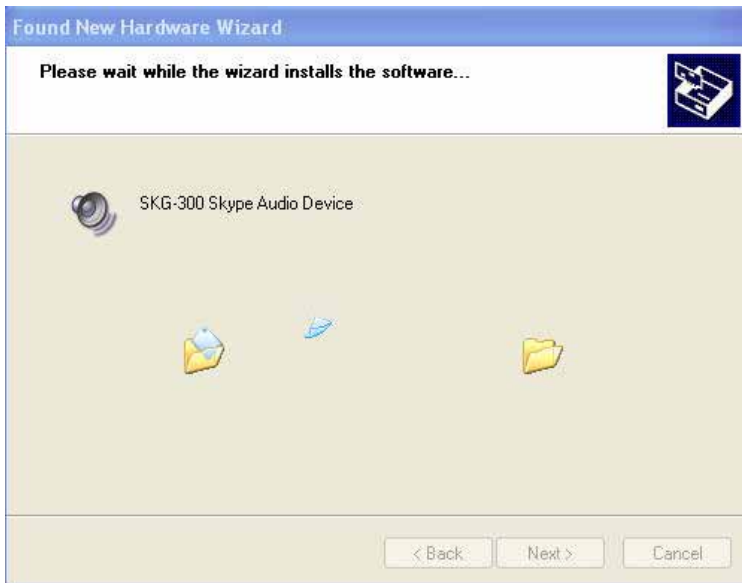 Found New Hardware Wizard
Please wait while the wizard installs the software...
SKG-300 Skype Audio Device
< Back
Next >
Cancel